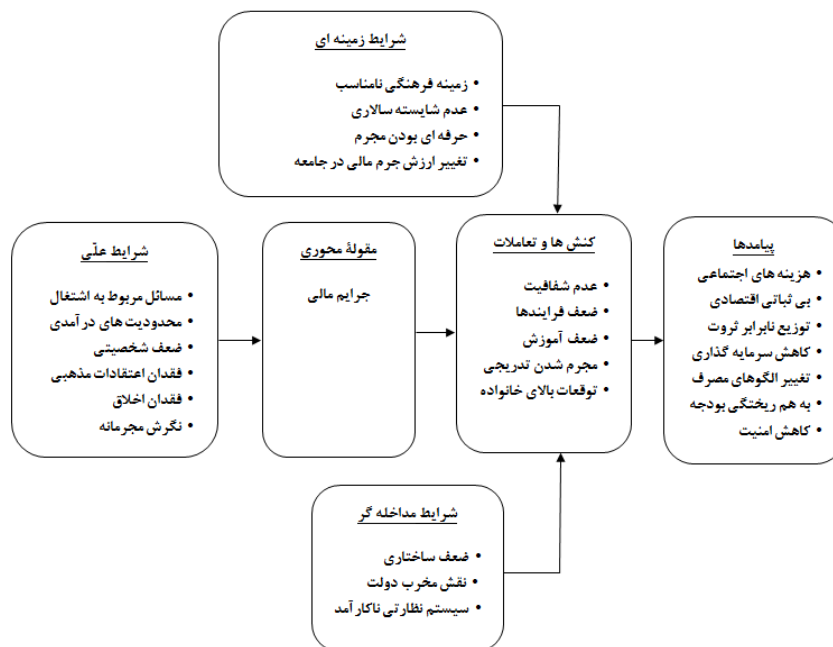 شرایط زمینه ای
• زمینه فرهنگی نامناسب
• عدم شایسته سالاری
• حرفه ای بودن مجرم
• تغییر ارزش جرم مالی در جامعه
شرایط علّی
• مسائل مربوط به اشتغال
• محدودیت های درآمدی
• ضعف شخصیتی
• فقدان اعتقادات مذهبی
• فقدان اخلاق
• نگرش مجرمانه
مقولۀ محوری
جرایم مالی
کنش ها و تعاملات
• عدم شفافیت
• ضعف فرایندها
• ضعف آموزش
• مجرم شدن تدریجی
• توقعات بالای خانواده
پیامدها
• هزینه های اجتماعی
• بی ثباتی اقتصادی
• توزیع نابرابر ثروت
• کاهش سرمایه گذاری
• تغییر الگوهای مصرف
• به هم ریختگی بودجه
• کاهش امنیت
شرایط مداخله گر
• ضعف ساختاری
• نقش مخرب دولت
• سیستم نظارتی ناکارآمد